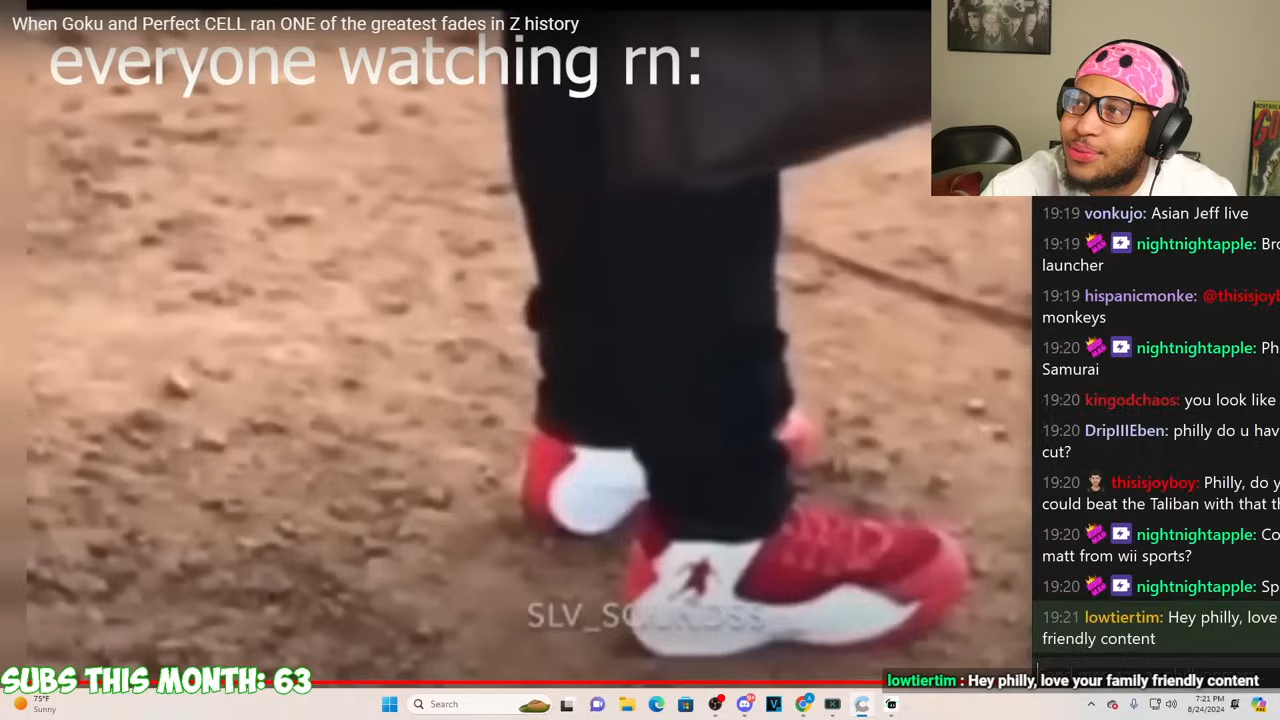 When Goku and Perfect CELL ran ONE of the greatest fades in Z history
everyone watching rn:
19:19 vonkujo: Asian Jeff live
19:19 nightnightapple: Bro
launcher
19:19 hispanicmonke: @thisisjoyb
monkeys
19:20 nightnightapple: Ph
Samurai
19:20 kingodchaos: you look like
19:20 DripIIIEben: philly do u hav
cut?
19:20 thisisjoyboy: Philly, do y
could beat the Taliban with that t
19:20 nightnightapple: Co
matt from wii sports?
19:20 nightnightapple: Sp
19:21 lowtiertim: Hey philly, love
friendly content
lowtiertim : Hey philly, love your family friendly content
SUBS THIS MONTH: 63
75°F
Sunny
Search
7:21 PM
8/24/2024